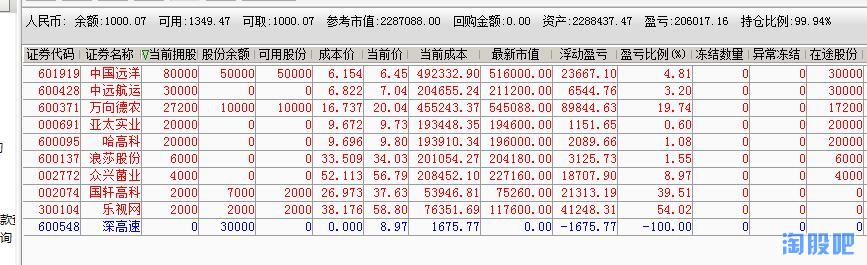 人民币: 余额:1000.07 可用:1349.47 可取:1000.07 参考市值:2287088.00 回购金额:0.00 资产:2288437.47 盈亏:206017.16 持仓比例:99.94%
证券代码 证券名称 当前拥股 股份余额 可用股份 成本价 当前价 当前成本 最新市值 浮动盈亏 盈亏比例(%) 冻结数量 异常冻结 在途股份
601919 中国远洋 80000 50000 50000 6.154 6.45 492332.90 516000.00 23667.10 4.81 0 0 30000
600428 中远航运 30000 0 0 6.822 7.04 204655.24 211200.00 6544.76 3.20 0 0 30000
600371 万向德农 27200 10000 10000 16.737 20.04 455243.37 545088.00 89844.63 19.74 0 0 17200
000691 亚太实业 20000 0 0 9.672 9.73 193448.35 194600.00 1151.65 0.60 0 0 20000
600095 哈高科 20000 0 0 9.696 9.80 193910.34 196000.00 2089.66 1.08 0 0 20000
600137 浪莎股份 6000 0 0 33.509 34.03 201054.27 204180.00 3125.73 1.55 0 0 6000
002772 众兴菌业 4000 0 0 52.113 56.79 208452.10 227160.00 18707.90 8.97 0 0 4000
002074 国轩高科 2000 7000 2000 26.973 37.63 53946.81 75260.00 21313.19 39.51 0 0 0
300104 乐视网 2000 2000 2000 38.176 58.80 76351.69 117600.00 41248.31 54.02 0 0 0
600548 深高速 0 30000 0 0.000 8.97 1675.77 0.00 -1675.77 -100.00 0 0 0
询
淘股吧